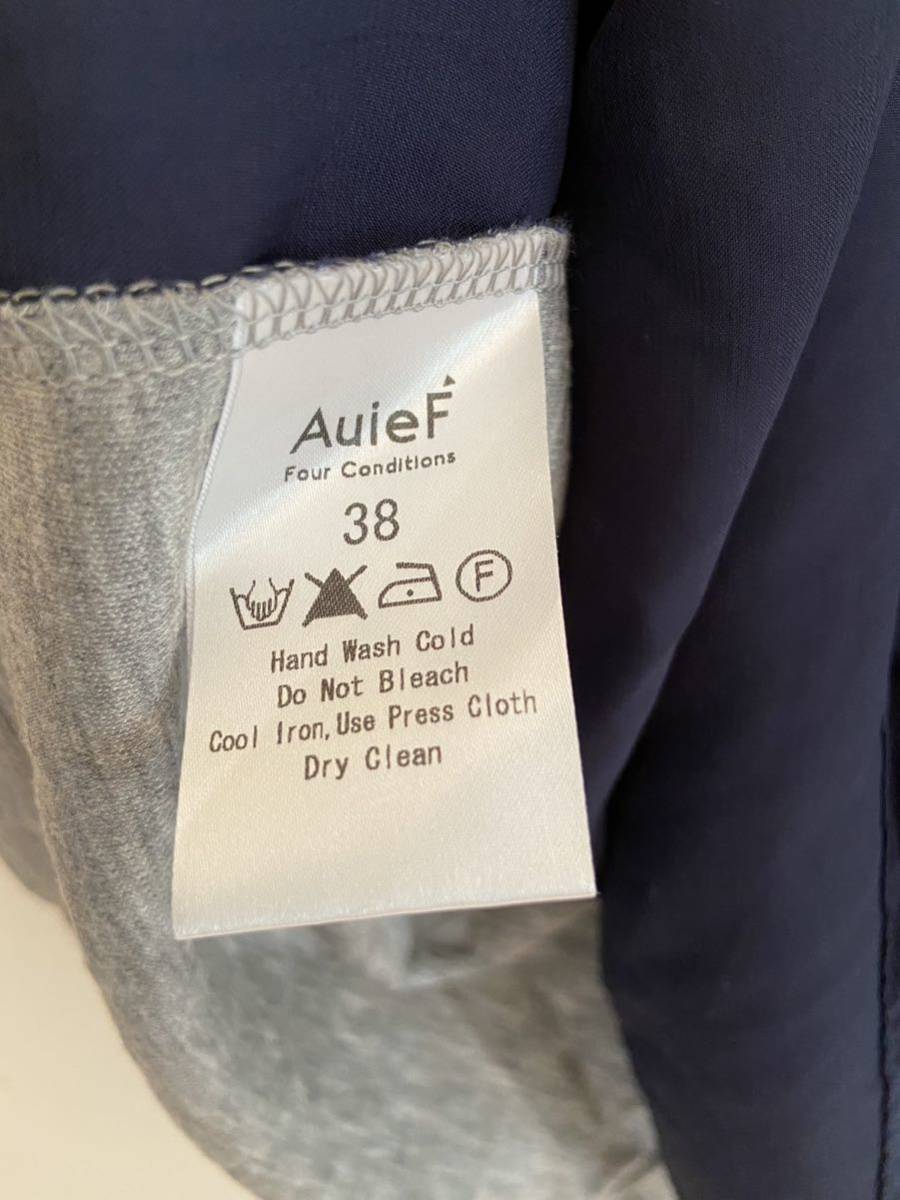 AuieF
Four Conditions
38
F
Hand Wash Cold
Do Not Bleach
Cool Iron, Use Press Cloth
Dry Clean